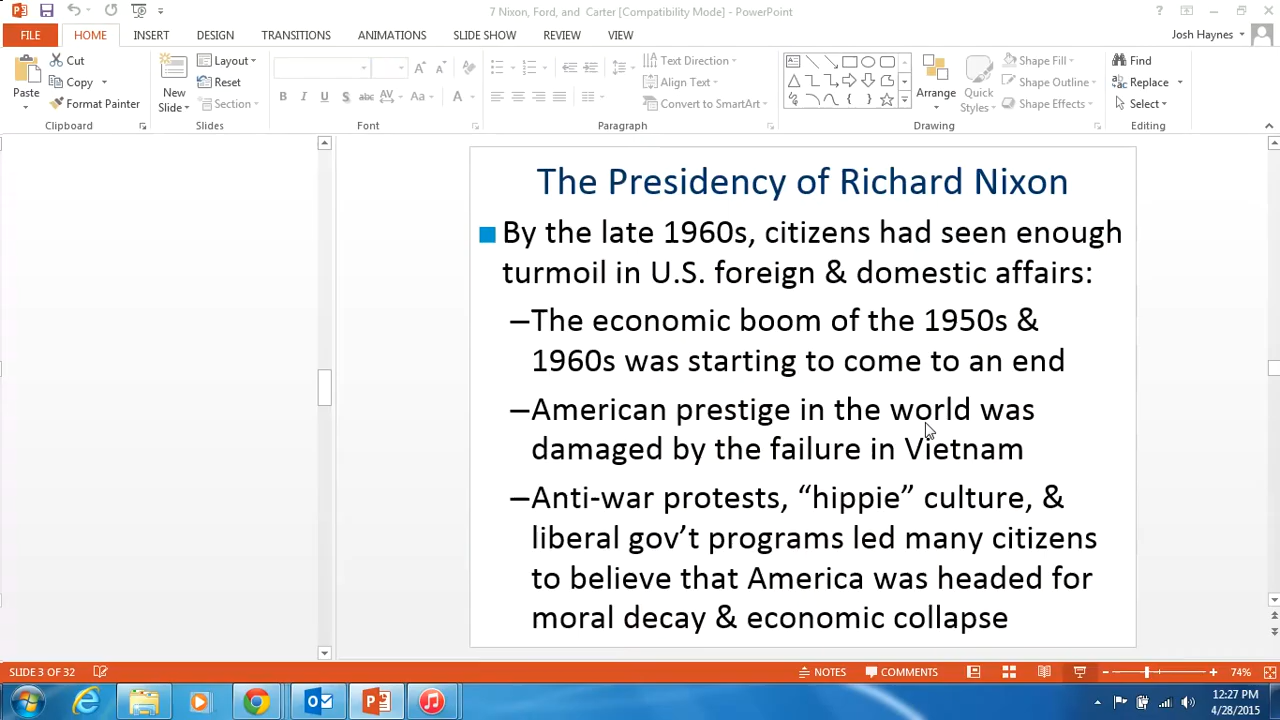 7 Nixon, Ford, and Carter [Compatibility Mode] - PowerPoint
?
FILE HOME INSERT DESIGN TRANSITIONS ANIMATIONS SLIDE SHOW REVIEW VIEW Josh Haynes
Paste
Cut
Copy
Format Painter
New
Slide
Layout
Reset
Section
B I U S abc AV Aa A
Text Direction
Align Text
Convert to SmartArt
Arrange
Quick
Styles
Shape Fill
Shape Outline
Shape Effects
Find
Replace
Select
Clipboard Slides Font Paragraph Drawing Editing
The Presidency of Richard Nixon
By the late 1960s, citizens had seen enough
turmoil in U.S. foreign & domestic affairs:
–The economic boom of the 1950s &
1960s was starting to come to an end
–American prestige in the world was
damaged by the failure in Vietnam
–Anti-war protests, “hippie” culture, &
liberal gov’t programs led many citizens
to believe that America was headed for
moral decay & economic collapse
SLIDE 3 OF 32 NOTES COMMENTS 74%
12:27 PM
4/28/2015